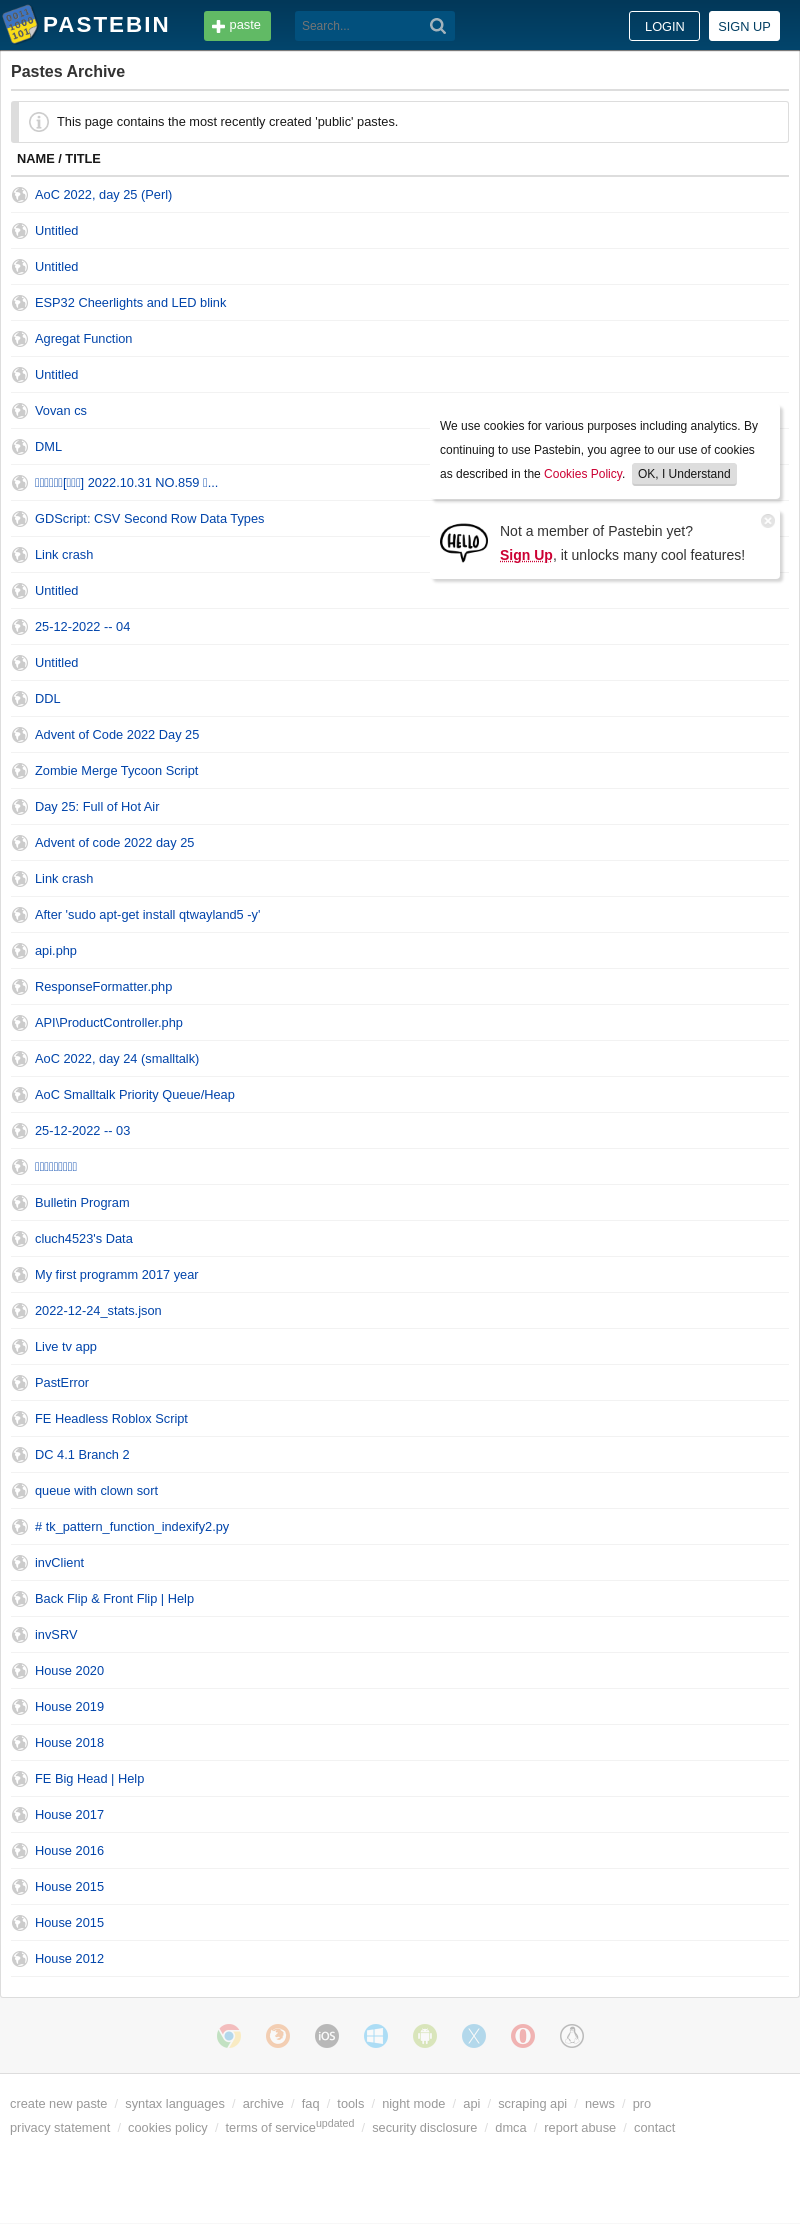 PASTEBIN
paste
Search...
LOGIN
SIGN UP
Pastes Archive
This page contains the most recently created 'public' pastes.
NAME / TITLE
AoC 2022, day 25 (Perl)
Untitled
Untitled
ESP32 Cheerlights and LED blink
Agregat Function
Untitled
Vovan cs
DML
2022.10.31 NO.859
GDScript: CSV Second Row Data Types
Link crash
Untitled
25-12-2022 -- 04
Untitled
DDL
Advent of Code 2022 Day 25
Zombie Merge Tycoon Script
Day 25: Full of Hot Air
Advent of code 2022 day 25
Link crash
After 'sudo apt-get install qtwayland5 -y'
api.php
ResponseFormatter.php
API\ProductController.php
AoC 2022, day 24 (smalltalk)
AoC Smalltalk Priority Queue/Heap
25-12-2022 -- 03
Bulletin Program
cluch4523's Data
My first programm 2017 year
2022-12-24_stats.json
Live tv app
PastError
FE Headless Roblox Script
DC 4.1 Branch 2
queue with clown sort
# tk_pattern_function_indexify2.py
invClient
Back Flip & Front Flip | Help
invSRV
House 2020
House 2019
House 2018
FE Big Head | Help
House 2017
House 2016
House 2015
House 2015
House 2012
We use cookies for various purposes including analytics. By
continuing to use Pastebin, you agree to our use of cookies
as described in the Cookies Policy. OK, I Understand
HELLO
Not a member of Pastebin yet?
Sign Up, it unlocks many cool features!
iOS
create new paste / syntax languages / archive / faq / tools / night mode / api / scraping api / news / pro
privacy statement / cookies policy / terms of serviceupdated / security disclosure / dmca / report abuse / contact